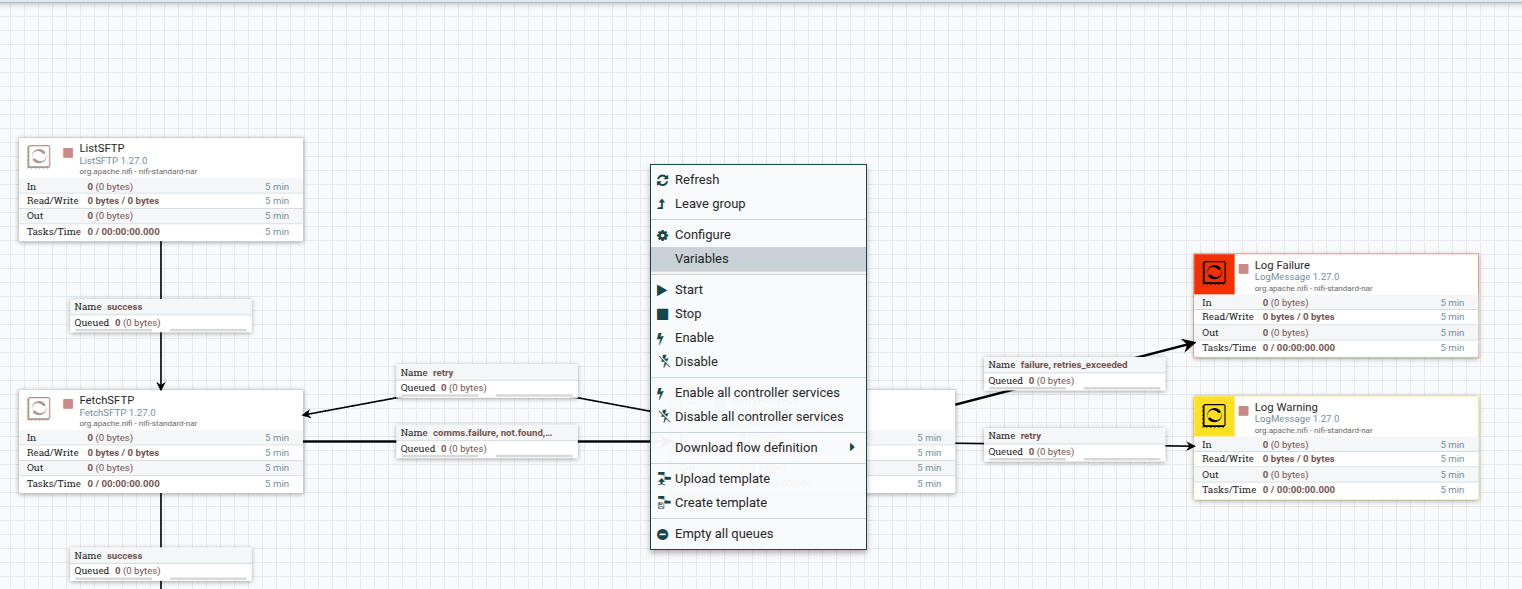 ListSFTP
ListSFTP 1.27.0
org.apache.nifi - nifi-standard-nar
In 0 (0 bytes) 5 min
Read/Write 0 bytes / 0 bytes 5 min
Out 0 (0 bytes) 5 min
Tasks/Time 0 / 00:00:00.000 5 min
Name success
Queued 0 (0 bytes)
FetchSFTP
FetchSFTP 1.27.0
org.apache.nifi - nifi-standard-nar
In 0 (0 bytes) 5 min
Read/Write 0 bytes / 0 bytes 5 min
Out 0 (0 bytes) 5 min
Tasks/Time 0 / 00:00:00.000 5 min
Name success
Queued 0 (0 bytes)
Name retry
Queued 0 (0 bytes)
Name comms.failure, not.found,...
Queued 0 (0 bytes)
Refresh
Leave group
Configure
Variables
Start
Stop
Enable
Disable
Enable all controller services
Disable all controller services
Download flow definition
Upload template
Create template
Empty all queues
5 min
5 min
5 min
5 min
Name failure, retries_exceeded
Queued 0 (0 bytes)
Name retry
Queued 0 (0 bytes)
Log Failure
LogMessage 1.27.0
org.apache.nifi - nifi-standard-nar
In 0 (0 bytes) 5 min
Read/Write 0 bytes / 0 bytes 5 min
Out 0 (0 bytes) 5 min
Tasks/Time 0 / 00:00:00.000 5 min
Log Warning
LogMessage 1.27.0
org.apache.nifi - nifi-standard-nar
In 0 (0 bytes) 5 min
Read/Write 0 bytes / 0 bytes 5 min
Out 0 (0 bytes) 5 min
Tasks/Time 0 / 00:00:00.000 5 min